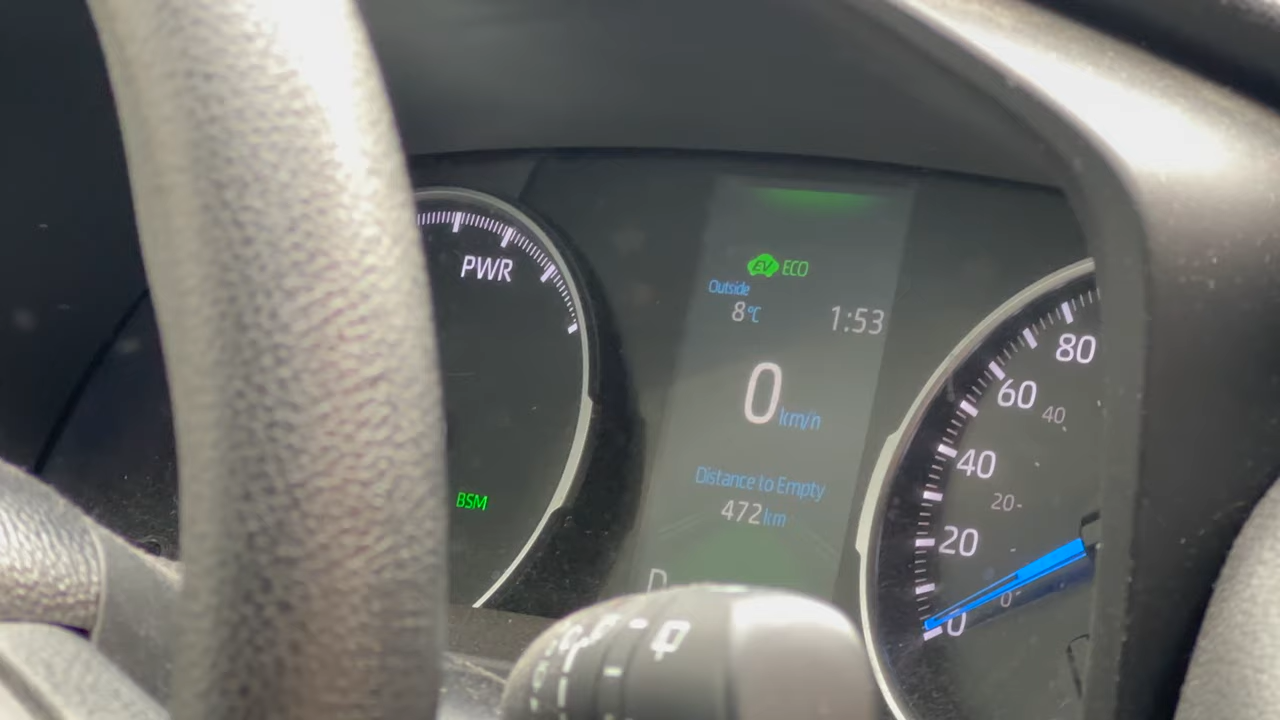 PWR
BSM
EV ECO
Outside
8°C
1:53
0 km/h
Distance to Empty
472 km
D
80
60
40
40
20
20
0
0